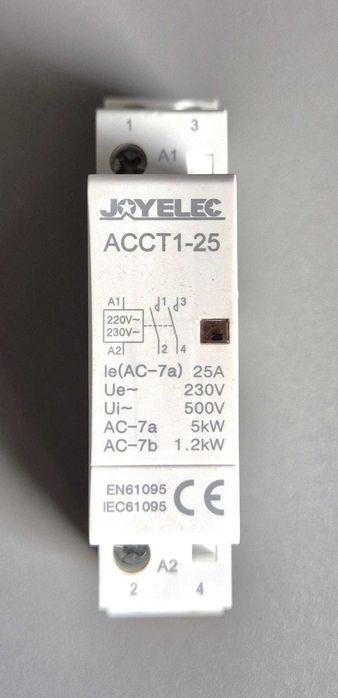 1 3
A1
JOYELEC
ACCT1-25
A1 1 3
220V~
230V~
A2 2 4
Ie(AC-7a) 25A
Ue~ 230V
Ui~ 500V
AC-7a 5kW
AC-7b 1.2kW
EN61095
IEC61095 CE
A2
2 4